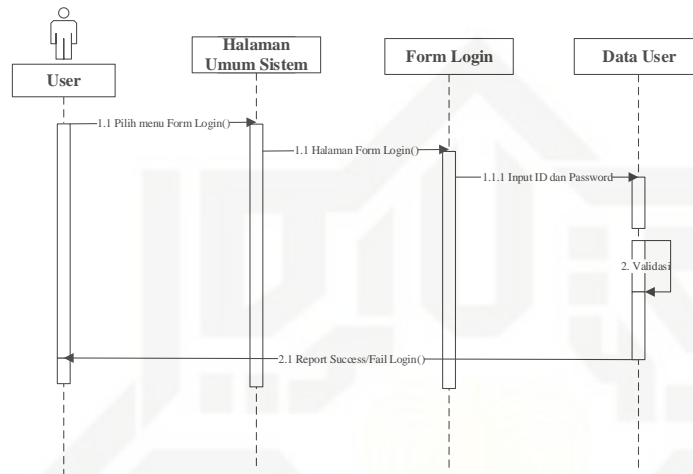 Halaman
Umum Sistem
Form Login
Data User
User
1.1 Pilih menu Form Login()
1.1 Halaman Form Login()
1.1.1 Input ID dan Password
2. Validasi
2.1 Report Success/Fail Login()